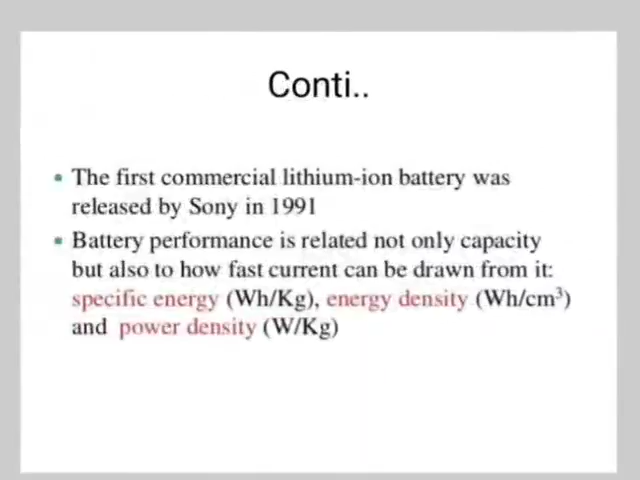 Conti..
• The first commercial lithium-ion battery was
released by Sony in 1991
• Battery performance is related not only capacity
but also to how fast current can be drawn from it:
specific energy (Wh/Kg), energy density (Wh/cm³)
and power density (W/Kg)